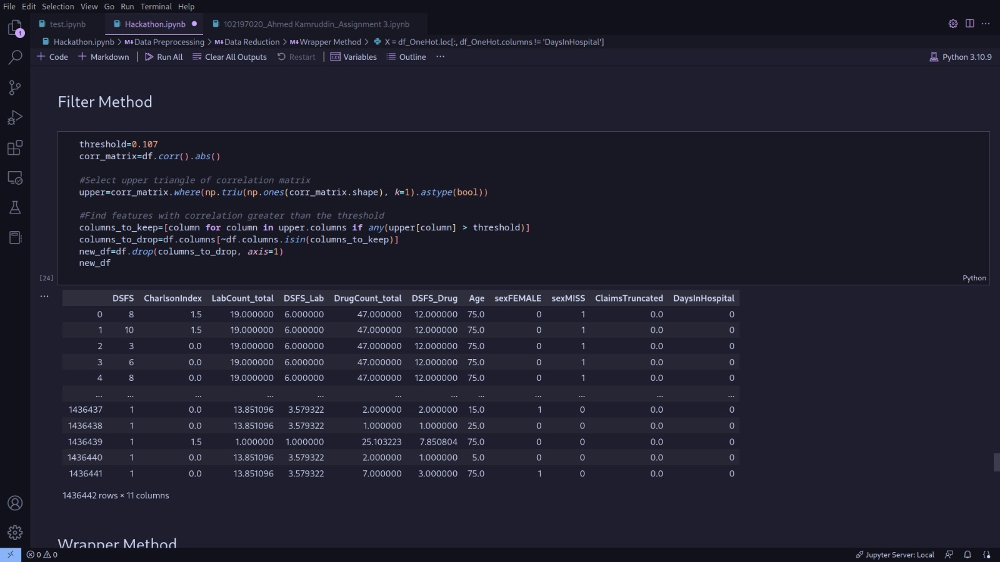 File Edit Selection View Go Run Terminal Help
test.ipynb Hackathon.ipynb 102197020_Ahmed Kamruddin_Assignment 3.ipynb
1
Hackathon.ipynb > M↓Data Preprocessing > M↓Data Reduction > M↓Wrapper Method > X = df_OneHot.loc[:, df_OneHot.columns != 'DaysInHospital']
+ Code + Markdown | Run All Clear All Outputs Restart | Variables Outline ··· Python 3.10.9
Filter Method
threshold=0.107
corr_matrix=df.corr().abs()
#Select upper triangle of correlation matrix
upper=corr_matrix.where(np.triu(np.ones(corr_matrix.shape), k=1).astype(bool))
#Find features with correlation greater than the threshold
columns_to_keep=[column for column in upper.columns if any(upper[column] > threshold)]
columns_to_drop=df.columns[~df.columns.isin(columns_to_keep)]
new_df=df.drop(columns_to_drop, axis=1)
new_df
[24] Python
... DSFS CharlsonIndex LabCount_total DSFS_Lab DrugCount_total DSFS_Drug Age sexFEMALE sexMISS ClaimsTruncated DaysInHospital
0 8 1.5 19.000000 6.000000 47.000000 12.000000 75.0 0 1 0.0 0
1 10 1.5 19.000000 6.000000 47.000000 12.000000 75.0 0 1 0.0 0
2 3 0.0 19.000000 6.000000 47.000000 12.000000 75.0 0 1 0.0 0
3 6 0.0 19.000000 6.000000 47.000000 12.000000 75.0 0 1 0.0 0
4 8 0.0 19.000000 6.000000 47.000000 12.000000 75.0 0 1 0.0 0
... ... ... ... ... ... ... ... ... ... ... ...
1436437 1 0.0 13.851096 3.579322 2.000000 2.000000 15.0 1 0 0.0 0
1436438 1 0.0 13.851096 3.579322 1.000000 1.000000 25.0 0 0 0.0 0
1436439 1 1.5 1.000000 1.000000 25.103223 7.850804 75.0 0 0 0.0 0
1436440 1 0.0 13.851096 3.579322 2.000000 1.000000 5.0 0 0 0.0 0
1436441 1 0.0 13.851096 3.579322 7.000000 3.000000 75.0 1 0 0.0 0
1436442 rows × 11 columns
Wrapper Method
0 0 Jupyter Server: Local